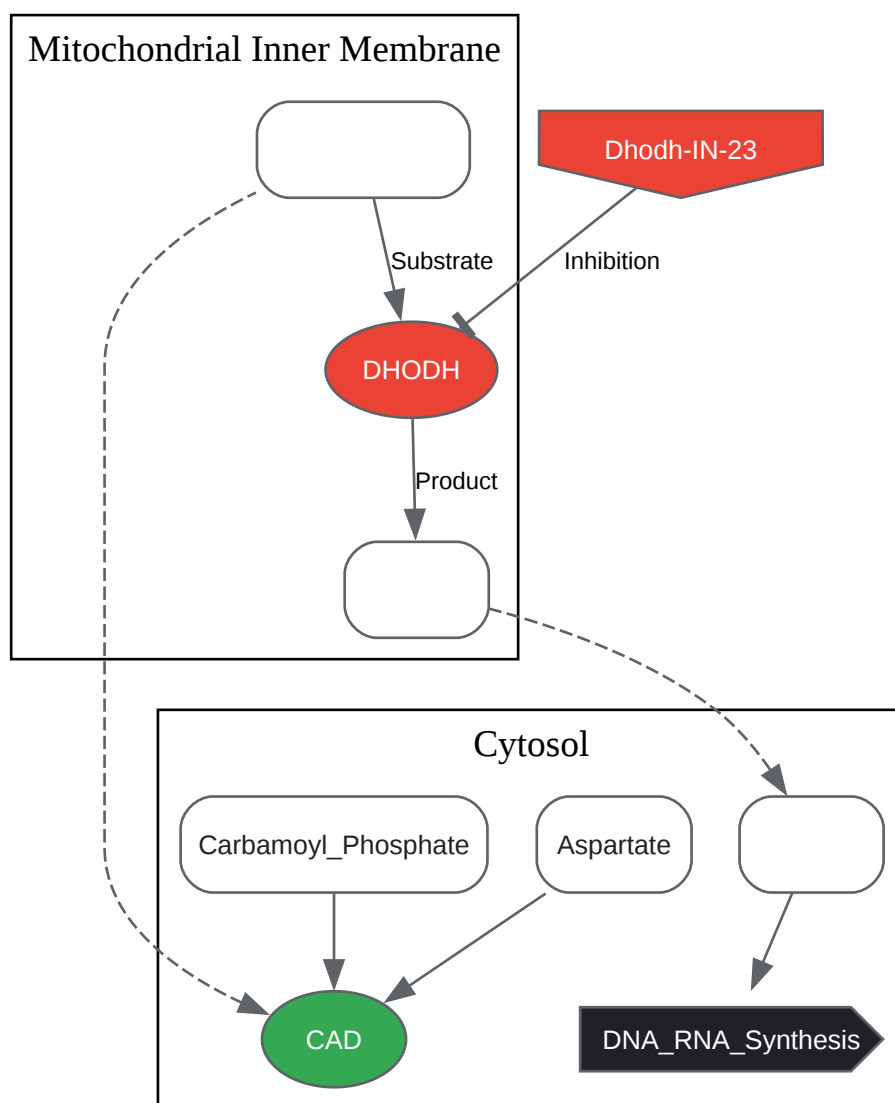 Mitochondrial Inner Membrane
Dhodh-IN-23
Substrate
Inhibition
DHODH
Product
Cytosol
Carbamoyl_Phosphate
Aspartate
CAD
DNA_RNA_Synthesis